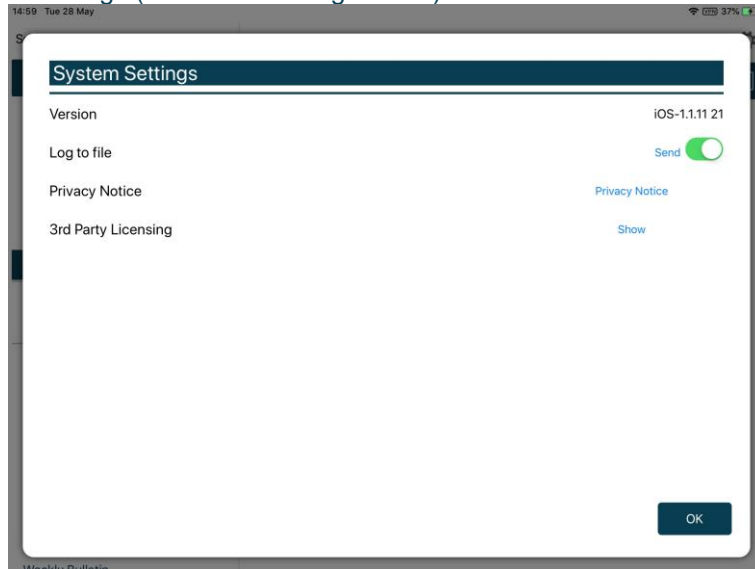 14:59 Tue 28 May
VPN 37%
System Settings
Version
iOS-1.1.11 21
Log to file
Send
Privacy Notice
Privacy Notice
3rd Party Licensing
Show
OK
Weekly Bulletin